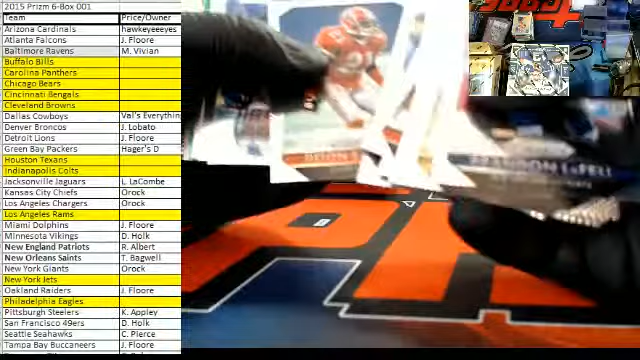 2015 Prizm 6-Box 001
Team Price/Owner
Arizona Cardinals hawkeyeeyes
Atlanta Falcons J. Floore
Baltimore Ravens M. Vivian
Buffalo Bills
Carolina Panthers
Chicago Bears
Cincinnati Bengals
Cleveland Browns
Dallas Cowboys Val's Everything
Denver Broncos J. Lobato
Detroit Lions J. Floore
Green Bay Packers Hager's D
Houston Texans
Indianapolis Colts
Jacksonville Jaguars L. LaCombe
Kansas City Chiefs Orock
Los Angeles Chargers Orock
Los Angeles Rams
Miami Dolphins J. Floore
Minnesota Vikings D. Holk
New England Patriots R. Albert
New Orleans Saints T. Bagwell
New York Giants Orock
New York Jets
Oakland Raiders J. Floore
Philadelphia Eagles
Pittsburgh Steelers K. Appley
San Francisco 49ers D. Holk
Seattle Seahawks C. Pierce
Tampa Bay Buccaneers J. Floore
BRANDON LaFELL